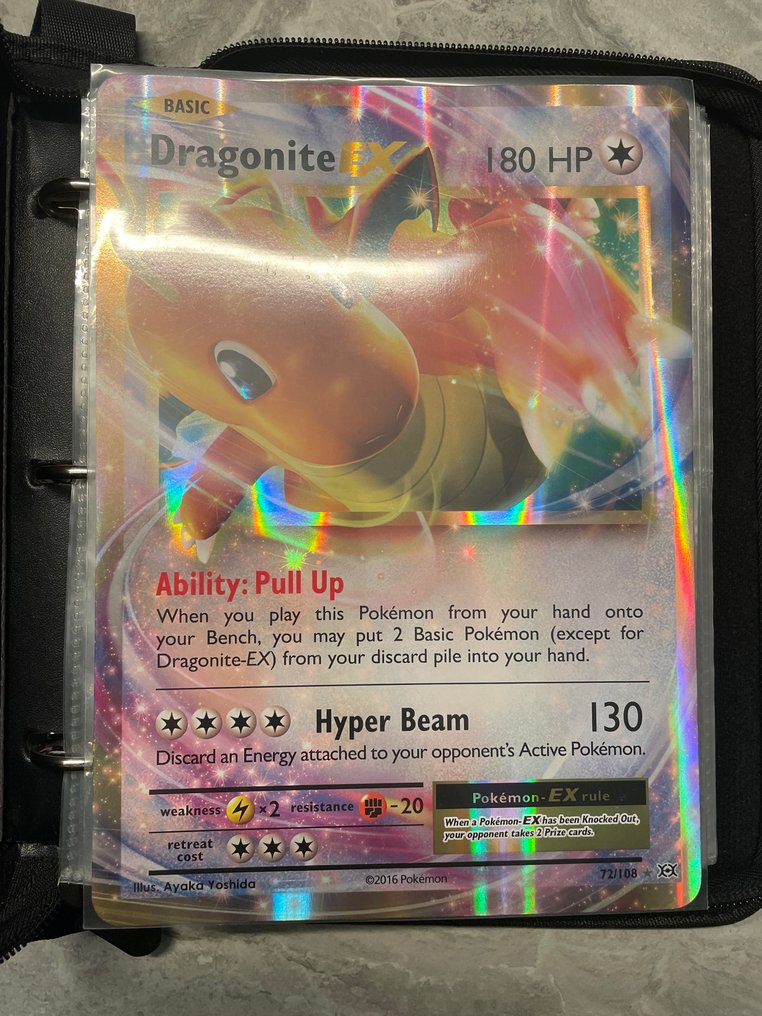 BASIC
Dragonite EX 180 HP
Ability: Pull Up
When you play this Pokémon from your hand onto
your Bench, you may put 2 Basic Pokémon (except for
Dragonite-EX) from your discard pile into your hand.
Hyper Beam 130
Discard an Energy attached to your opponent's Active Pokémon.
weakness ×2 resistance -20
Pokémon-EX rule
When a Pokémon-EX has been Knocked Out,
your opponent takes 2 Prize cards.
retreat
cost
Illus. Ayaka Yoshida
©2016 Pokémon
72/108